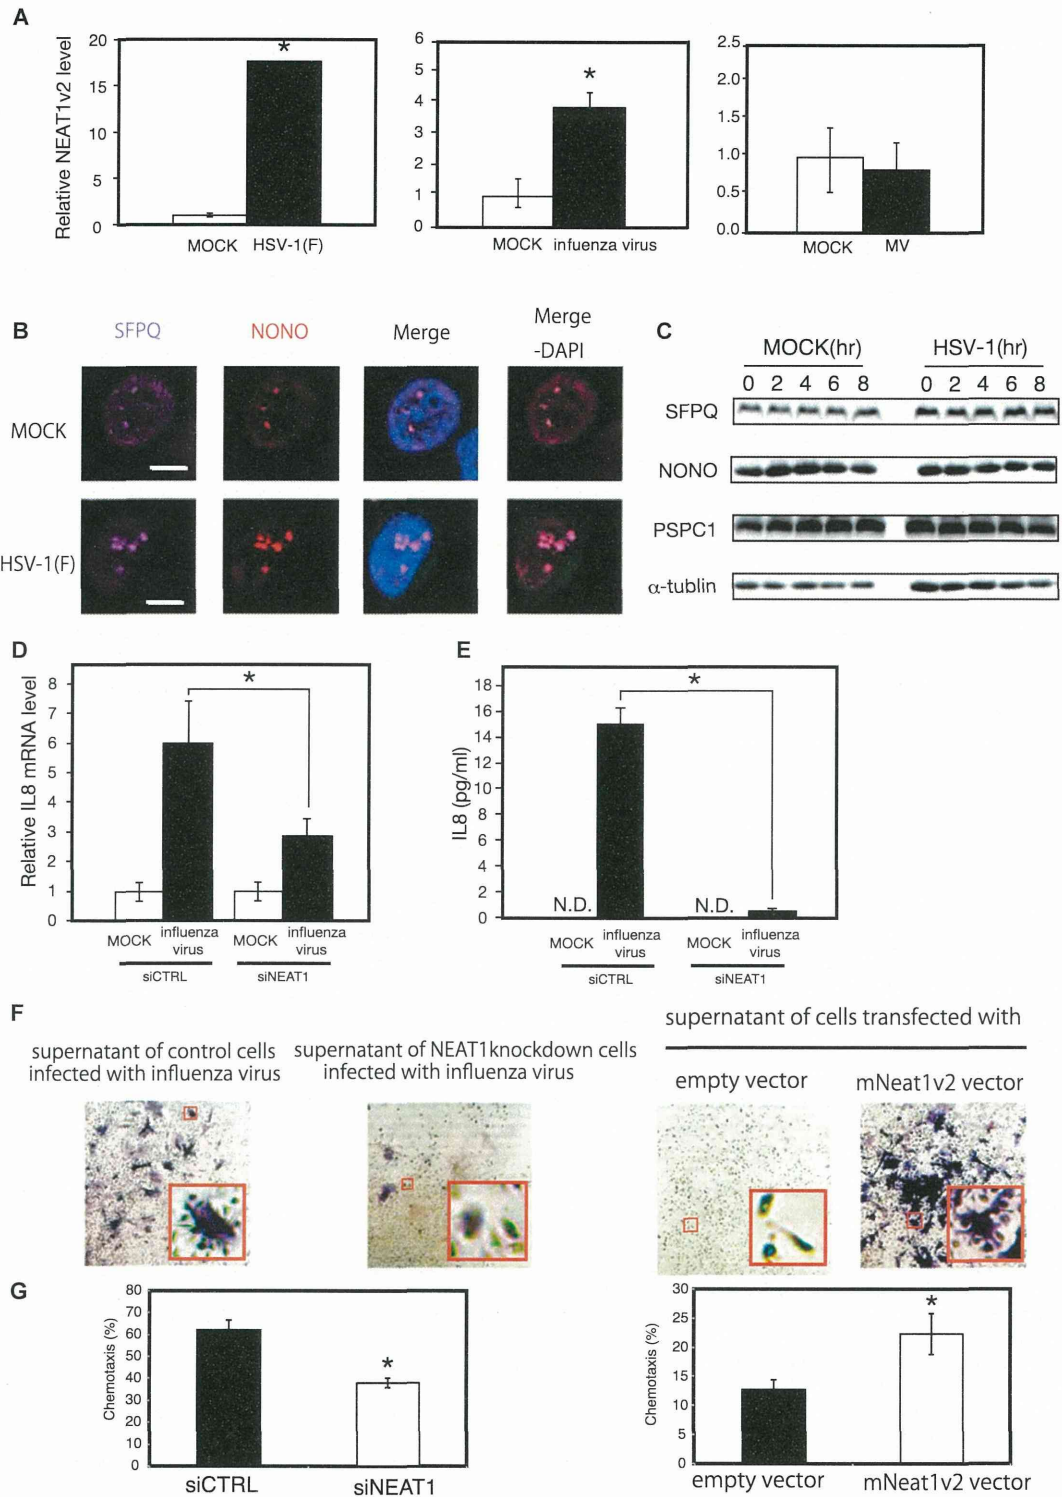 A
Relative NEAT1v2 level
20
15
10
5
0
MOCK HSV-1(F)
*
6
5
4
3
2
1
0
MOCK infuenza virus
*
2.5
2.0
1.5
1.0
0.5
0.0
MOCK MV
B
SFPQ NONO Merge Merge
-DAPI
MOCK
HSV-1(F)
C
MOCK(hr) HSV-1(hr)
0 2 4 6 8 0 2 4 6 8
SFPQ
NONO
PSPC1
α-tublin
D
Relative IL8 mRNA level
8
7
6
5
4
3
2
1
0
*
MOCK influenza virus MOCK influenza virus
siCTRL siNEAT1
E
IL8 (pg/ml)
18
16
14
12
10
8
6
4
2
0
*
N.D. N.D.
MOCK influenza virus MOCK influenza virus
siCTRL siNEAT1
F
supernatant of control cells
infected with influenza virus
supernatant of NEAT1knockdown cells
infected with influenza virus
supernatant of cells transfected with
empty vector mNeat1v2 vector
G
Chemotaxis (%)
80
70
60
50
40
30
20
10
0
*
siCTRL siNEAT1
Chemotaxis (%)
30
25
20
15
10
5
0
*
empty vector mNeat1v2 vector